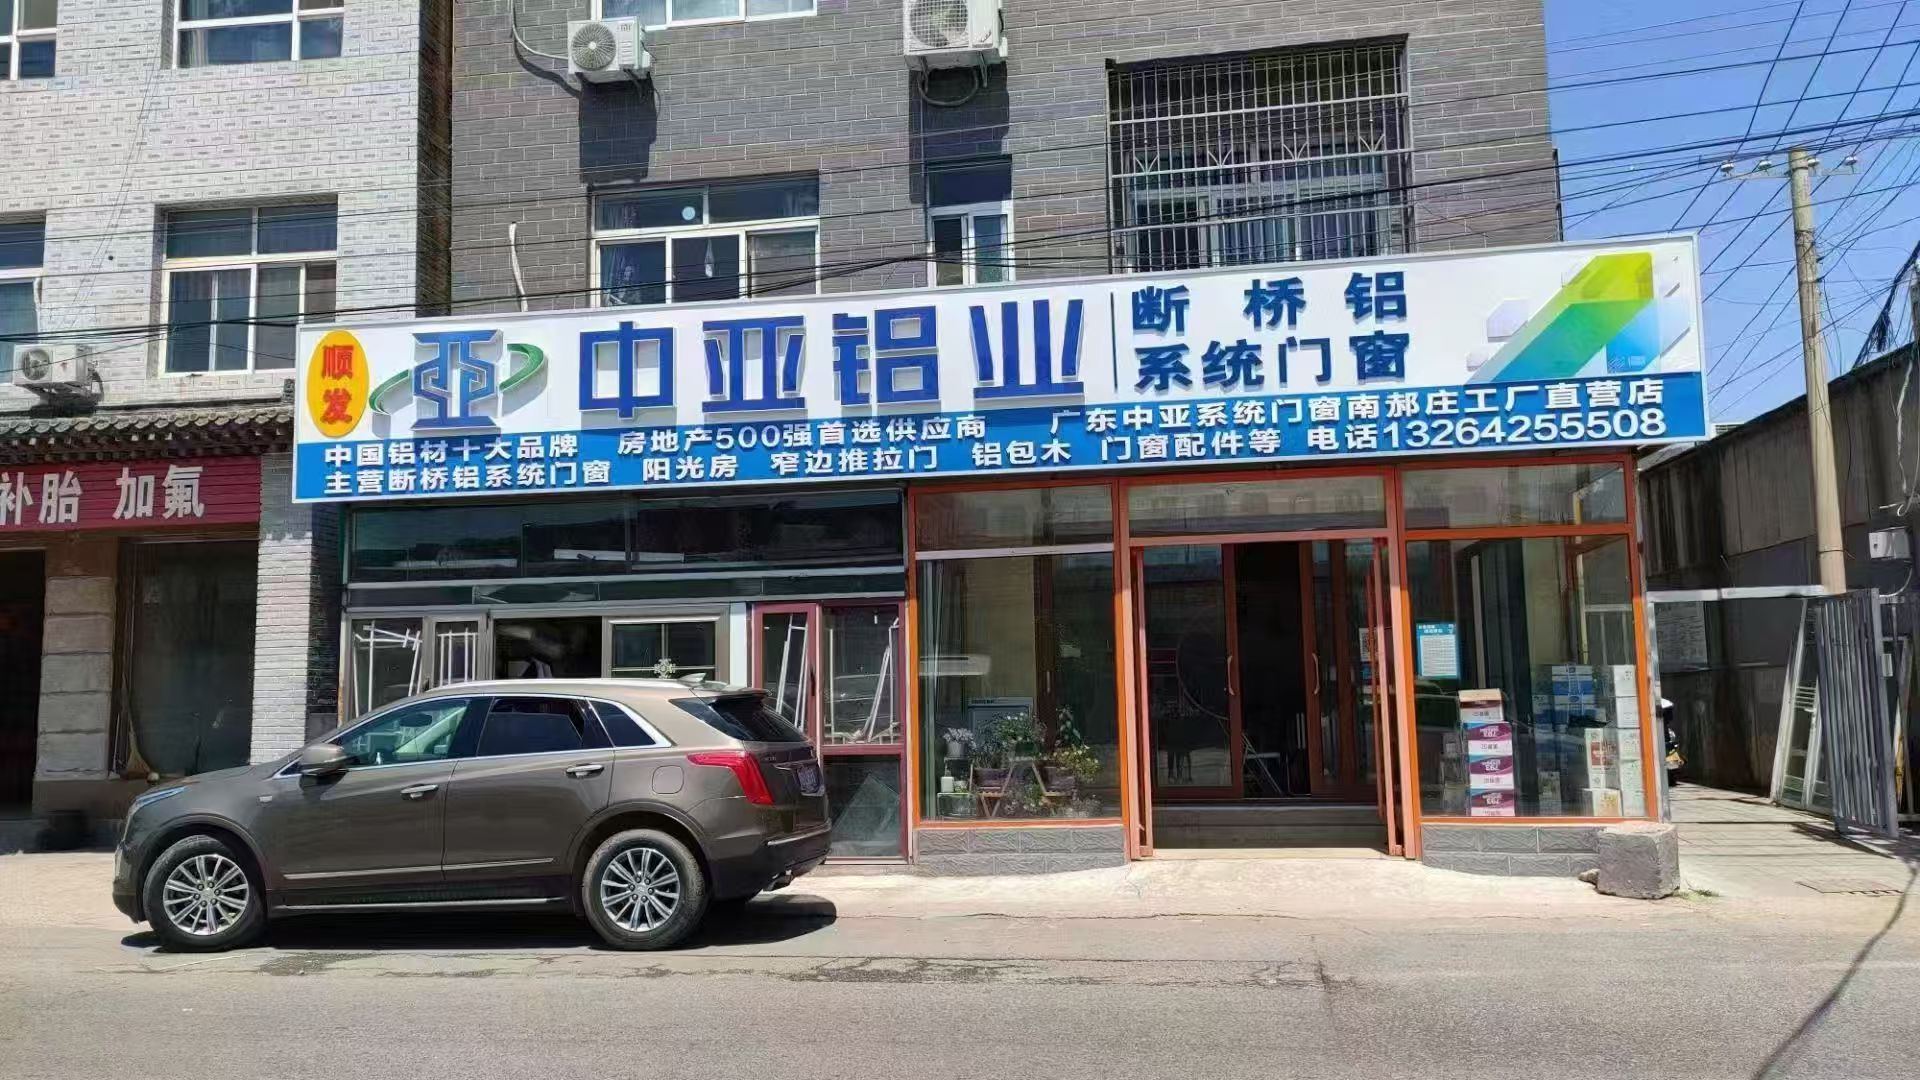 顺发
亚
中亚铝业
断桥铝
系统门窗
中国铝材十大品牌 房地产500强首选供应商 广东中亚系统门窗南郝庄工厂直营店
主营断桥铝系统门窗 阳光房 窄边推拉门 铝包木 门窗配件等 电话13264255508
补胎 加氟